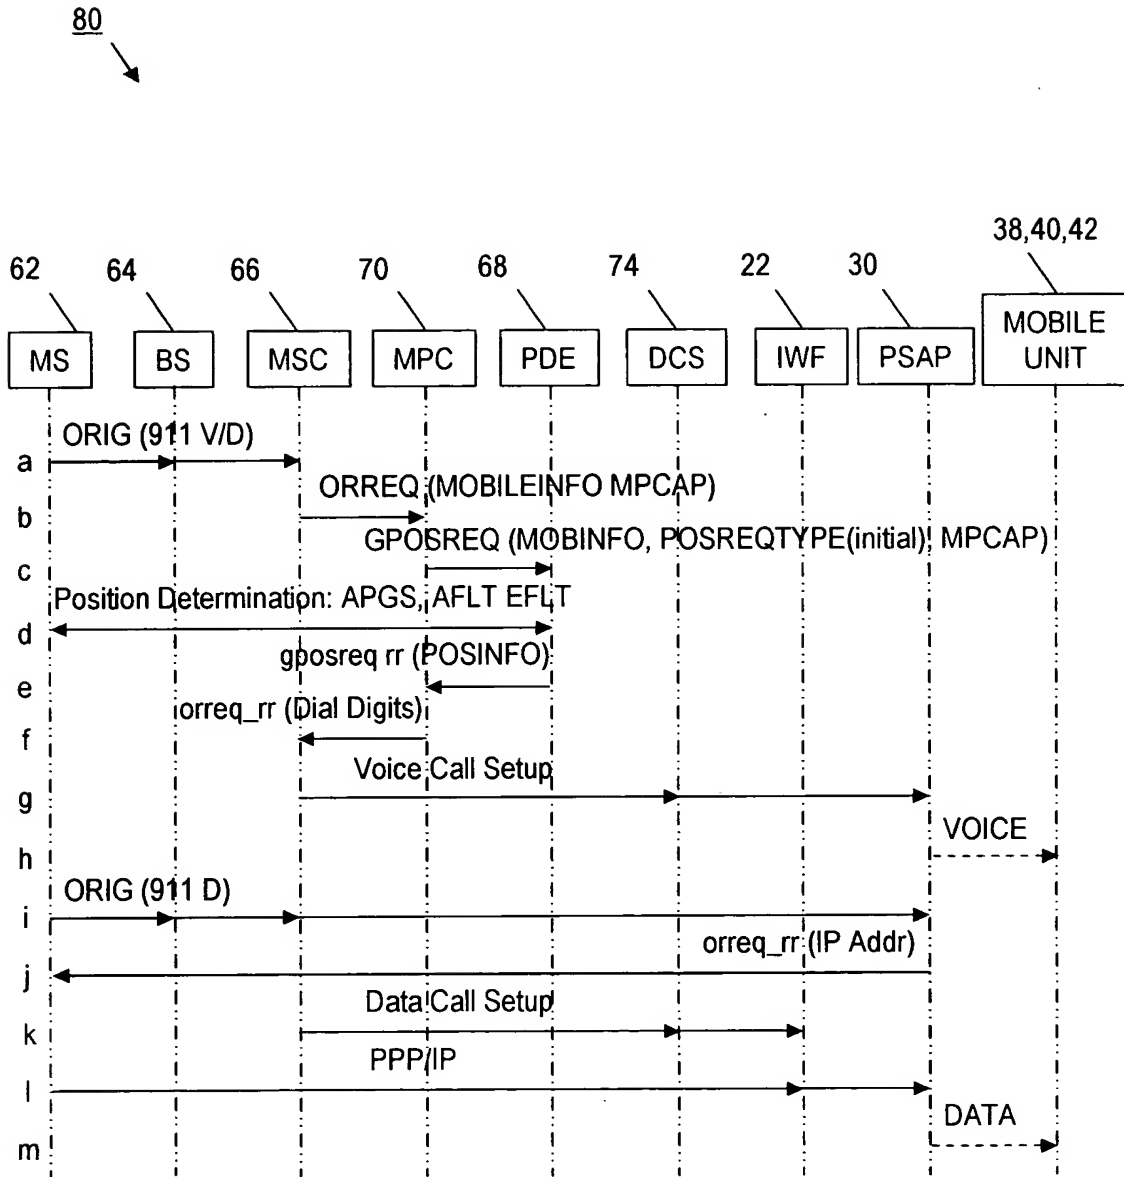 80
38,40,42
62 64 66 70 68 74 22 30
MS BS MSC MPC PDE DCS IWF PSAP MOBILE UNIT
ORIG (911 V/D)
a
ORREQ (MOBILEINFO MPCAP)
b
GPOSREQ (MOBINFO, POSREQTYPE(initial), MPCAP)
c
Position Determination: APGS, AFLT EFLT
d
gposreq rr (POSINFO)
e
orreq_rr (Dial Digits)
f
Voice Call Setup
g
VOICE
h
ORIG (911 D)
i
orreq_rr (IP Addr)
j
Data Call Setup
k
PPP/IP
l
DATA
m